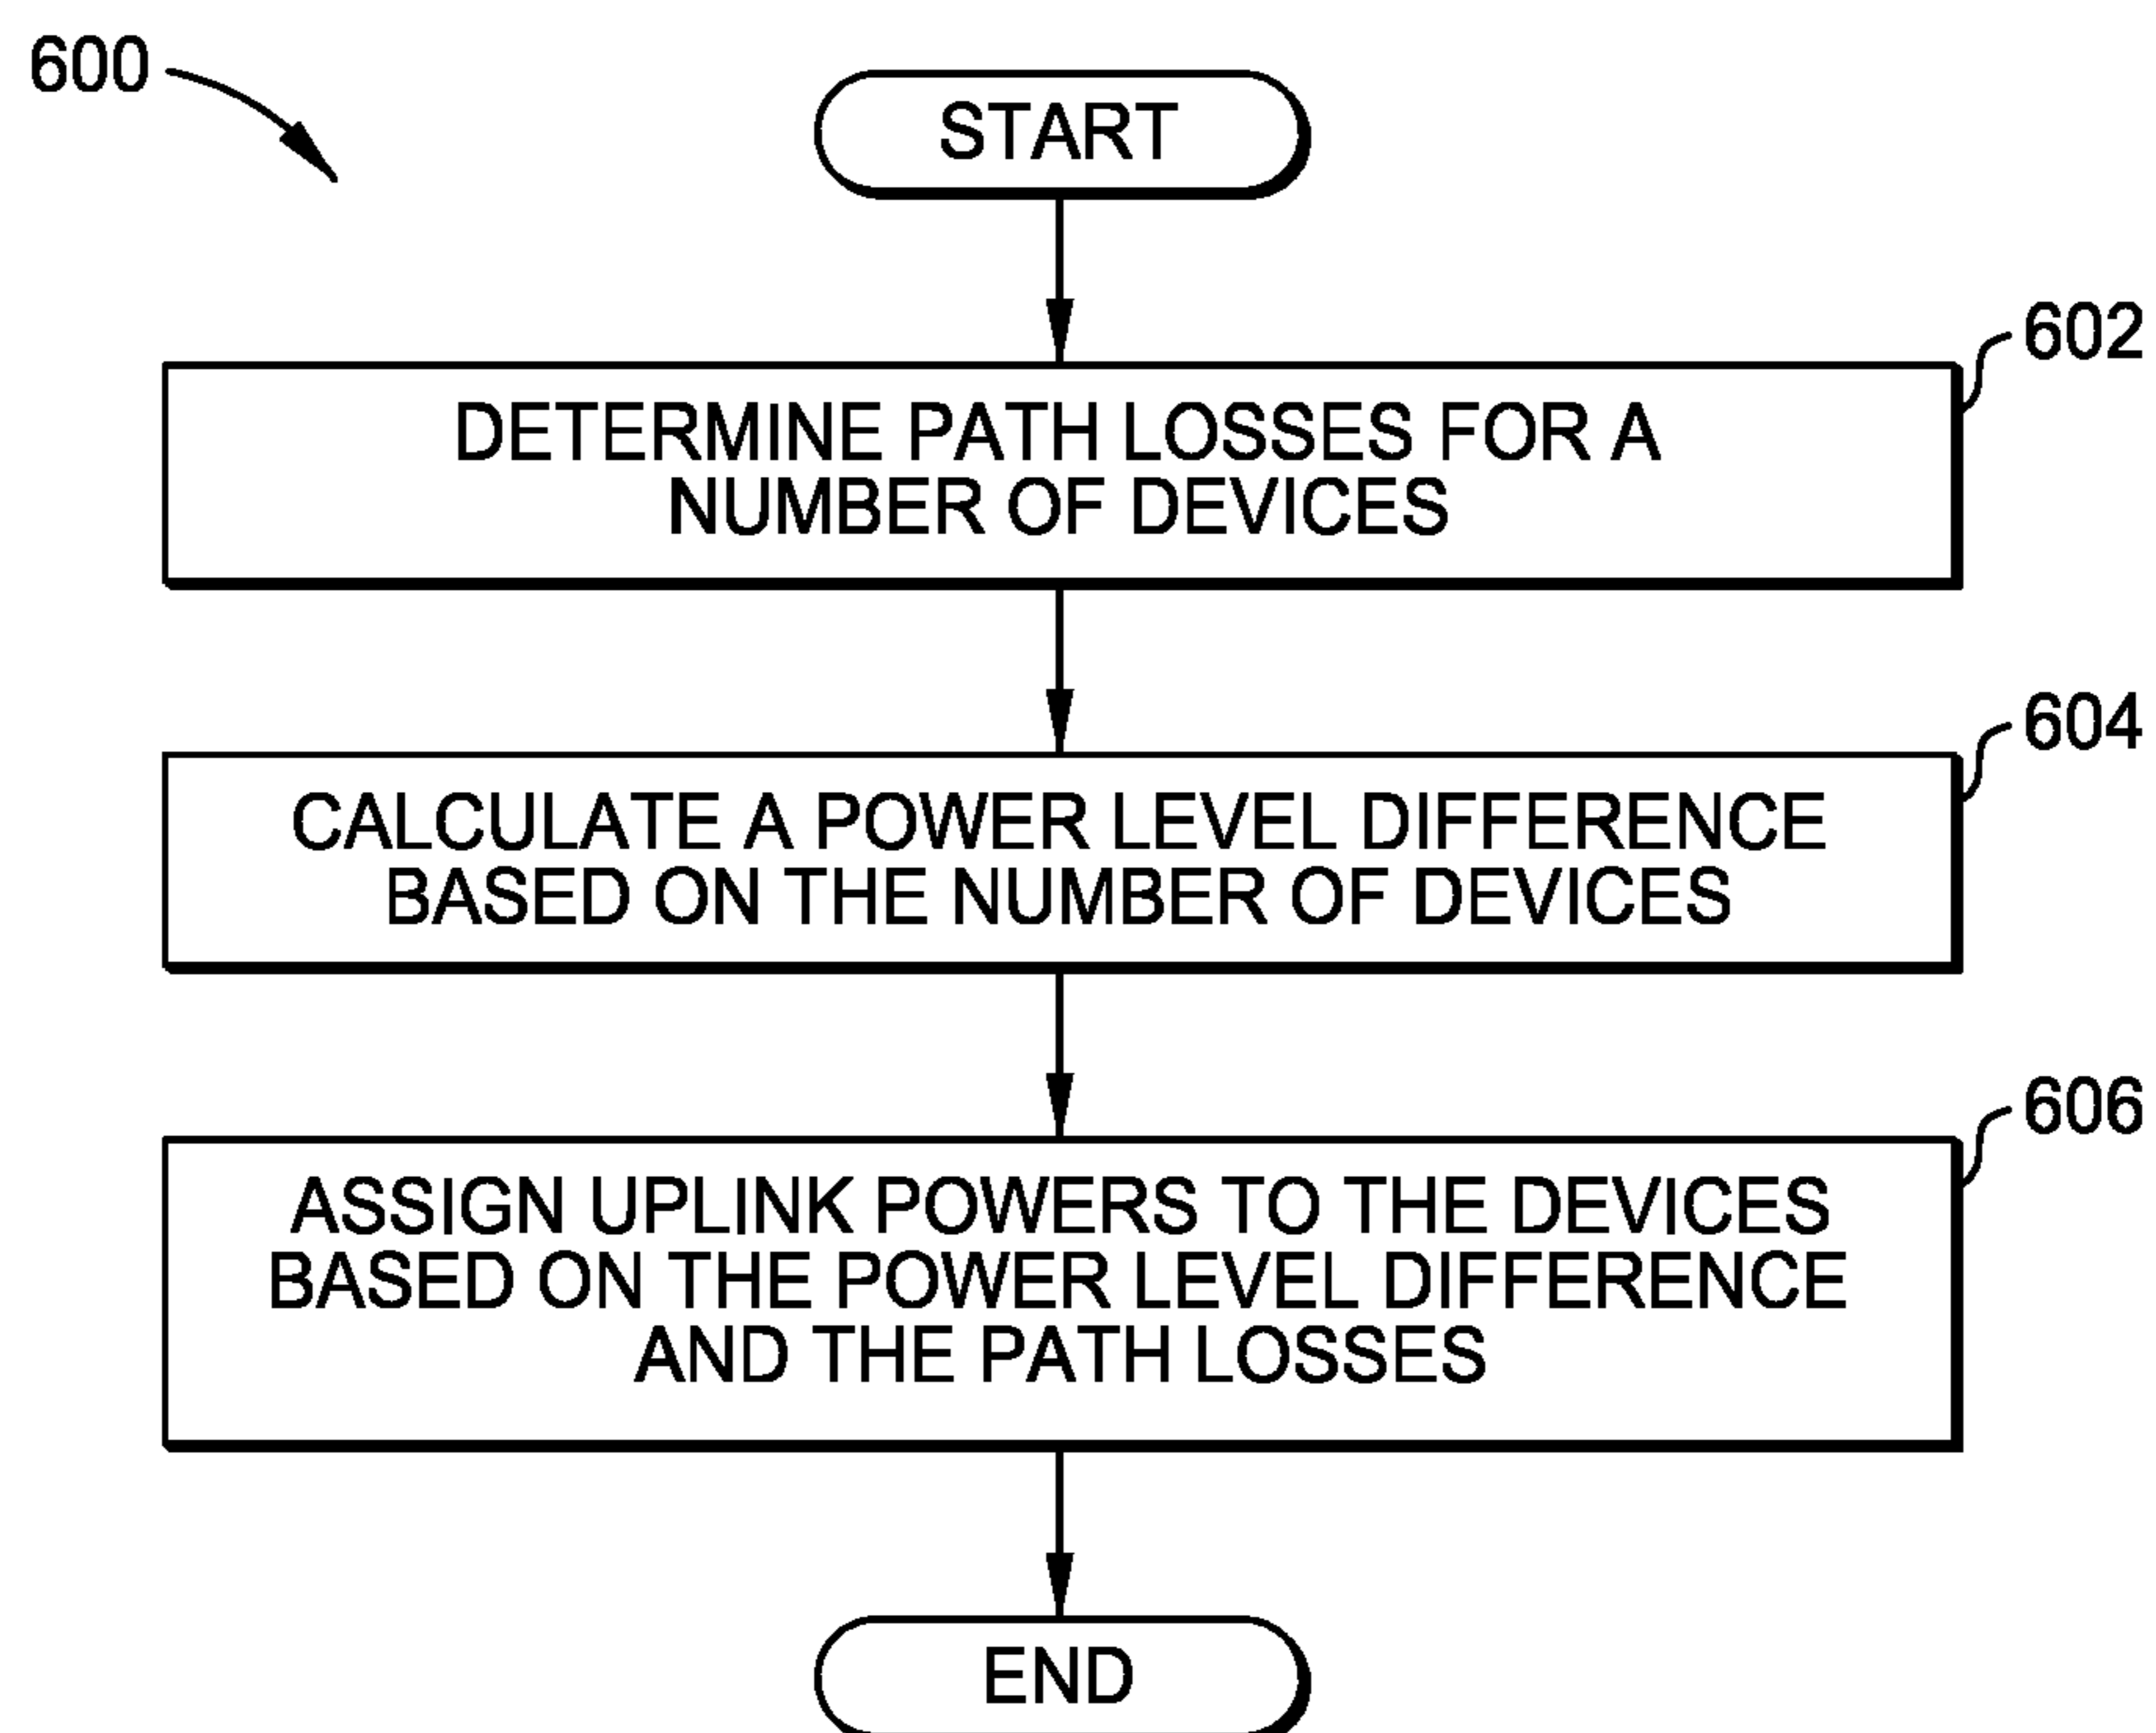 600
START
602
DETERMINE PATH LOSSES FOR A
NUMBER OF DEVICES
604
CALCULATE A POWER LEVEL DIFFERENCE
BASED ON THE NUMBER OF DEVICES
606
ASSIGN UPLINK POWERS TO THE DEVICES
BASED ON THE POWER LEVEL DIFFERENCE
AND THE PATH LOSSES
END